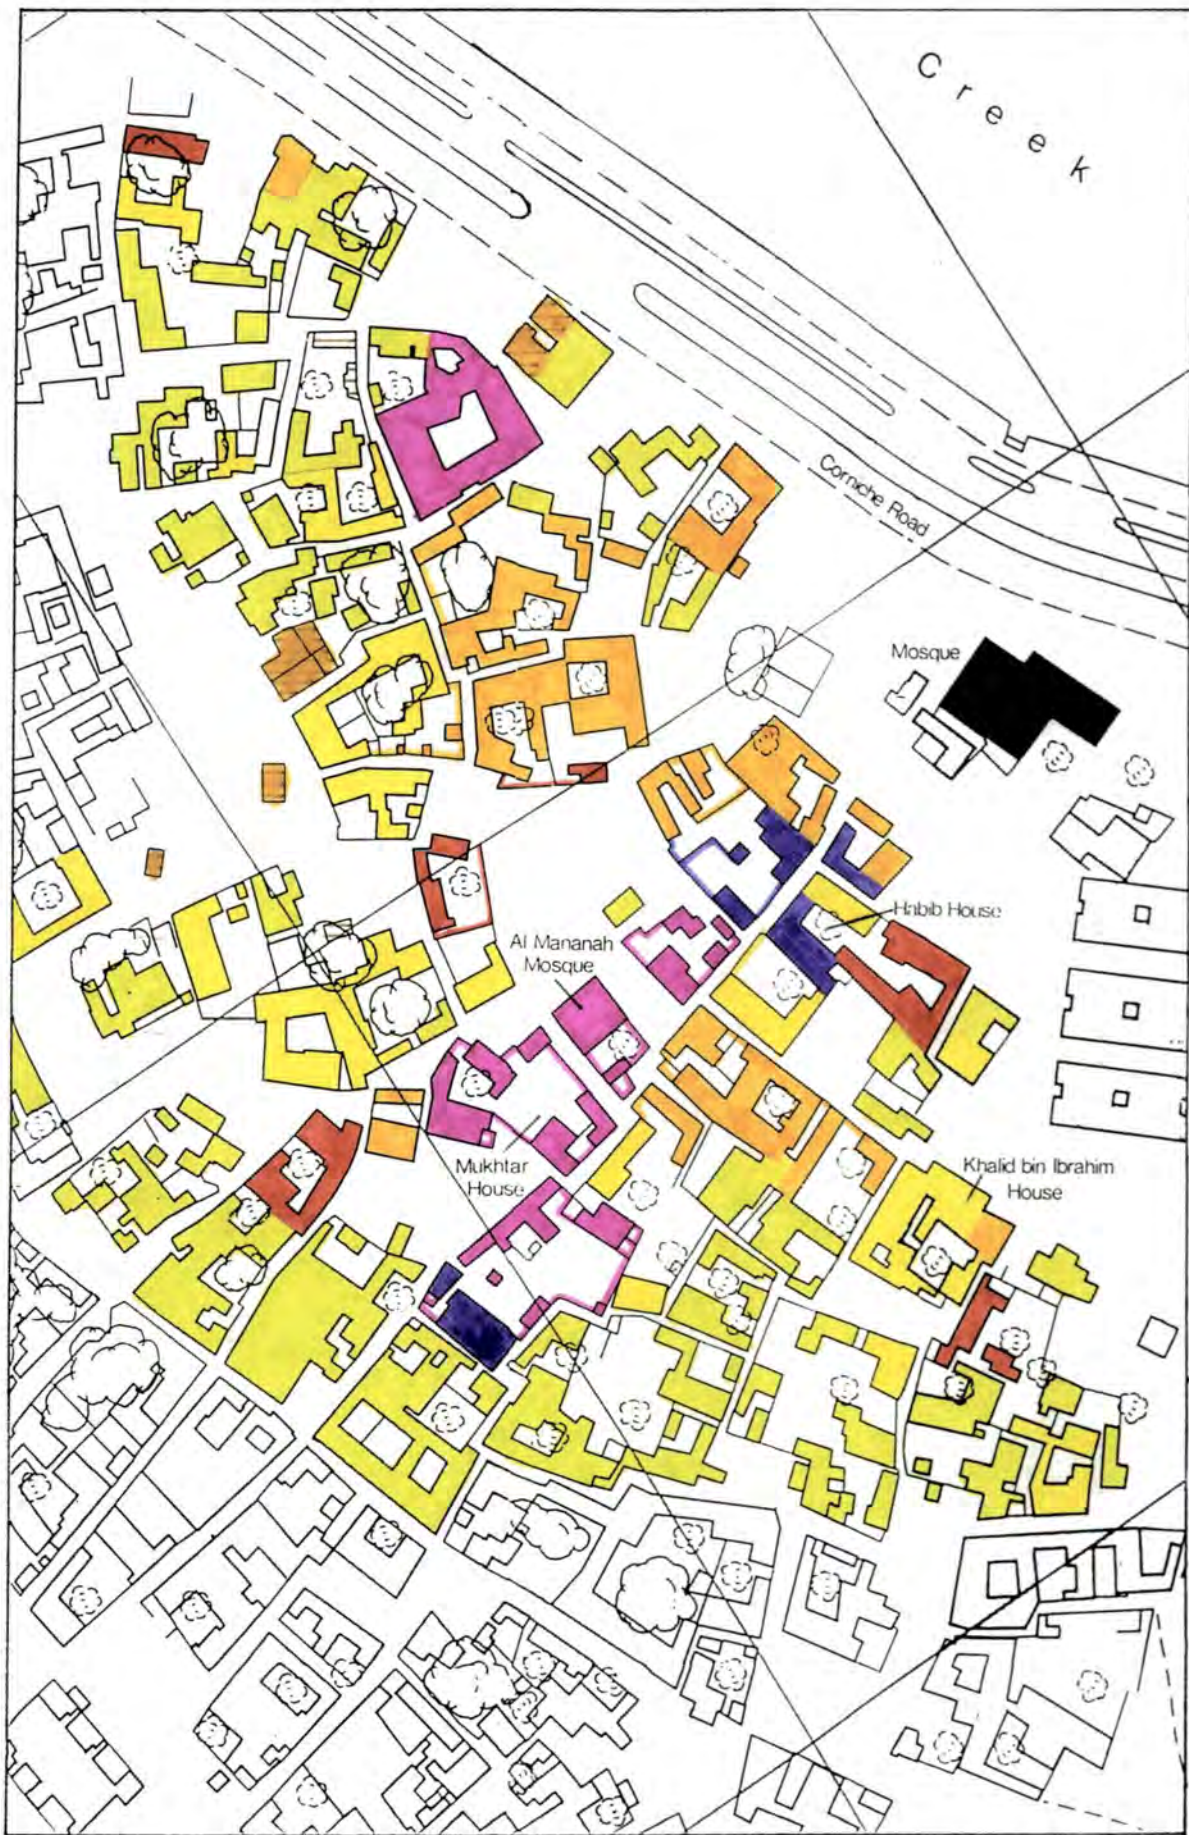 Creek
Corniche Road
Mosque
Habib House
Al Mananah
Mosque
Mukhtar
House
Khalid bin Ibrahim
House